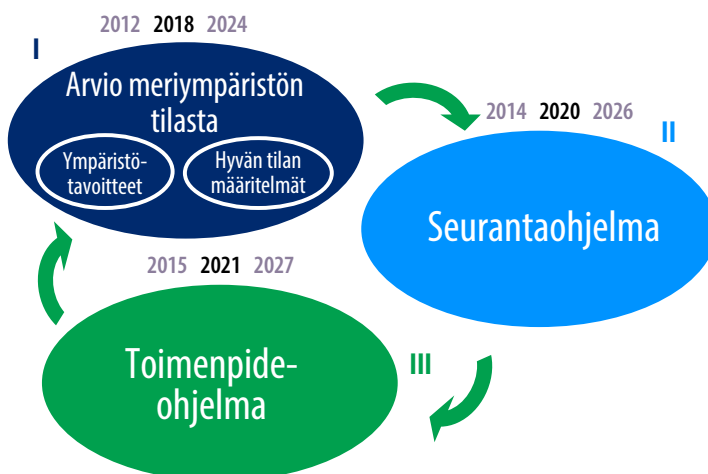 2012 2018 2024
I
Arvio meriympäristön
tilasta
Ympäristö-
tavoitteet
Hyvän tilan
määritelmät
2014 2020 2026
II
Seurantaohjelma
2015 2021 2027
III
Toimenpide-
ohjelma